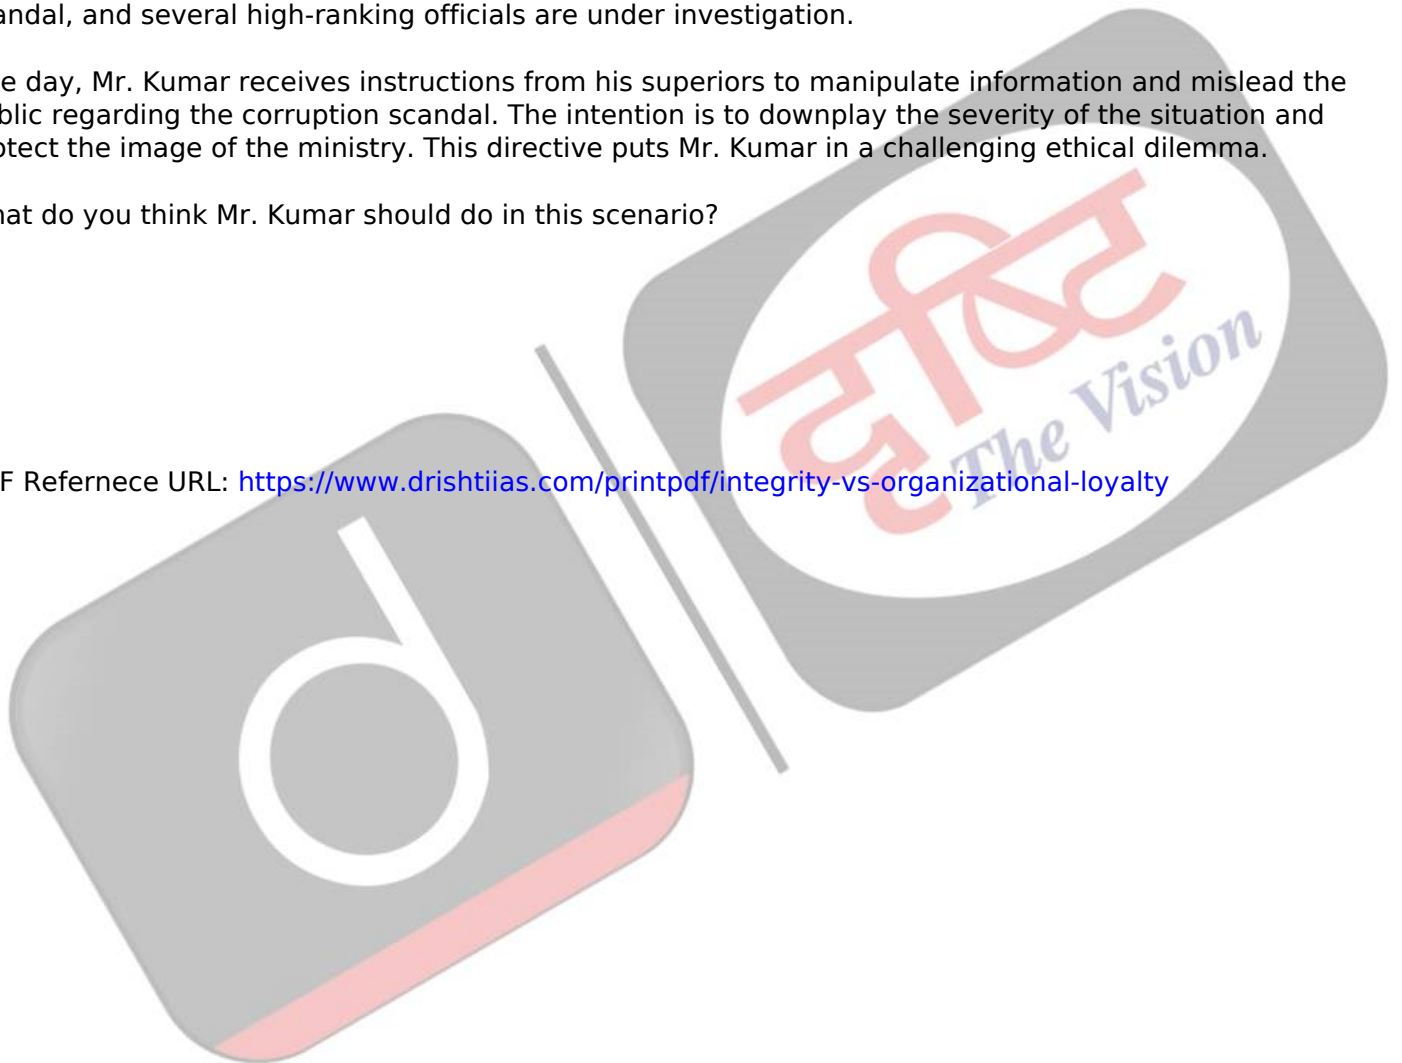 andal, and several high-ranking officials are under investigation.
e day, Mr. Kumar receives instructions from his superiors to manipulate information and mislead the
blic regarding the corruption scandal. The intention is to downplay the severity of the situation and
otect the image of the ministry. This directive puts Mr. Kumar in a challenging ethical dilemma.
hat do you think Mr. Kumar should do in this scenario?
दृष्टि
The Vision
F Refernece URL: https://www.drishtiias.com/printpdf/integrity-vs-organizational-loyalty
d